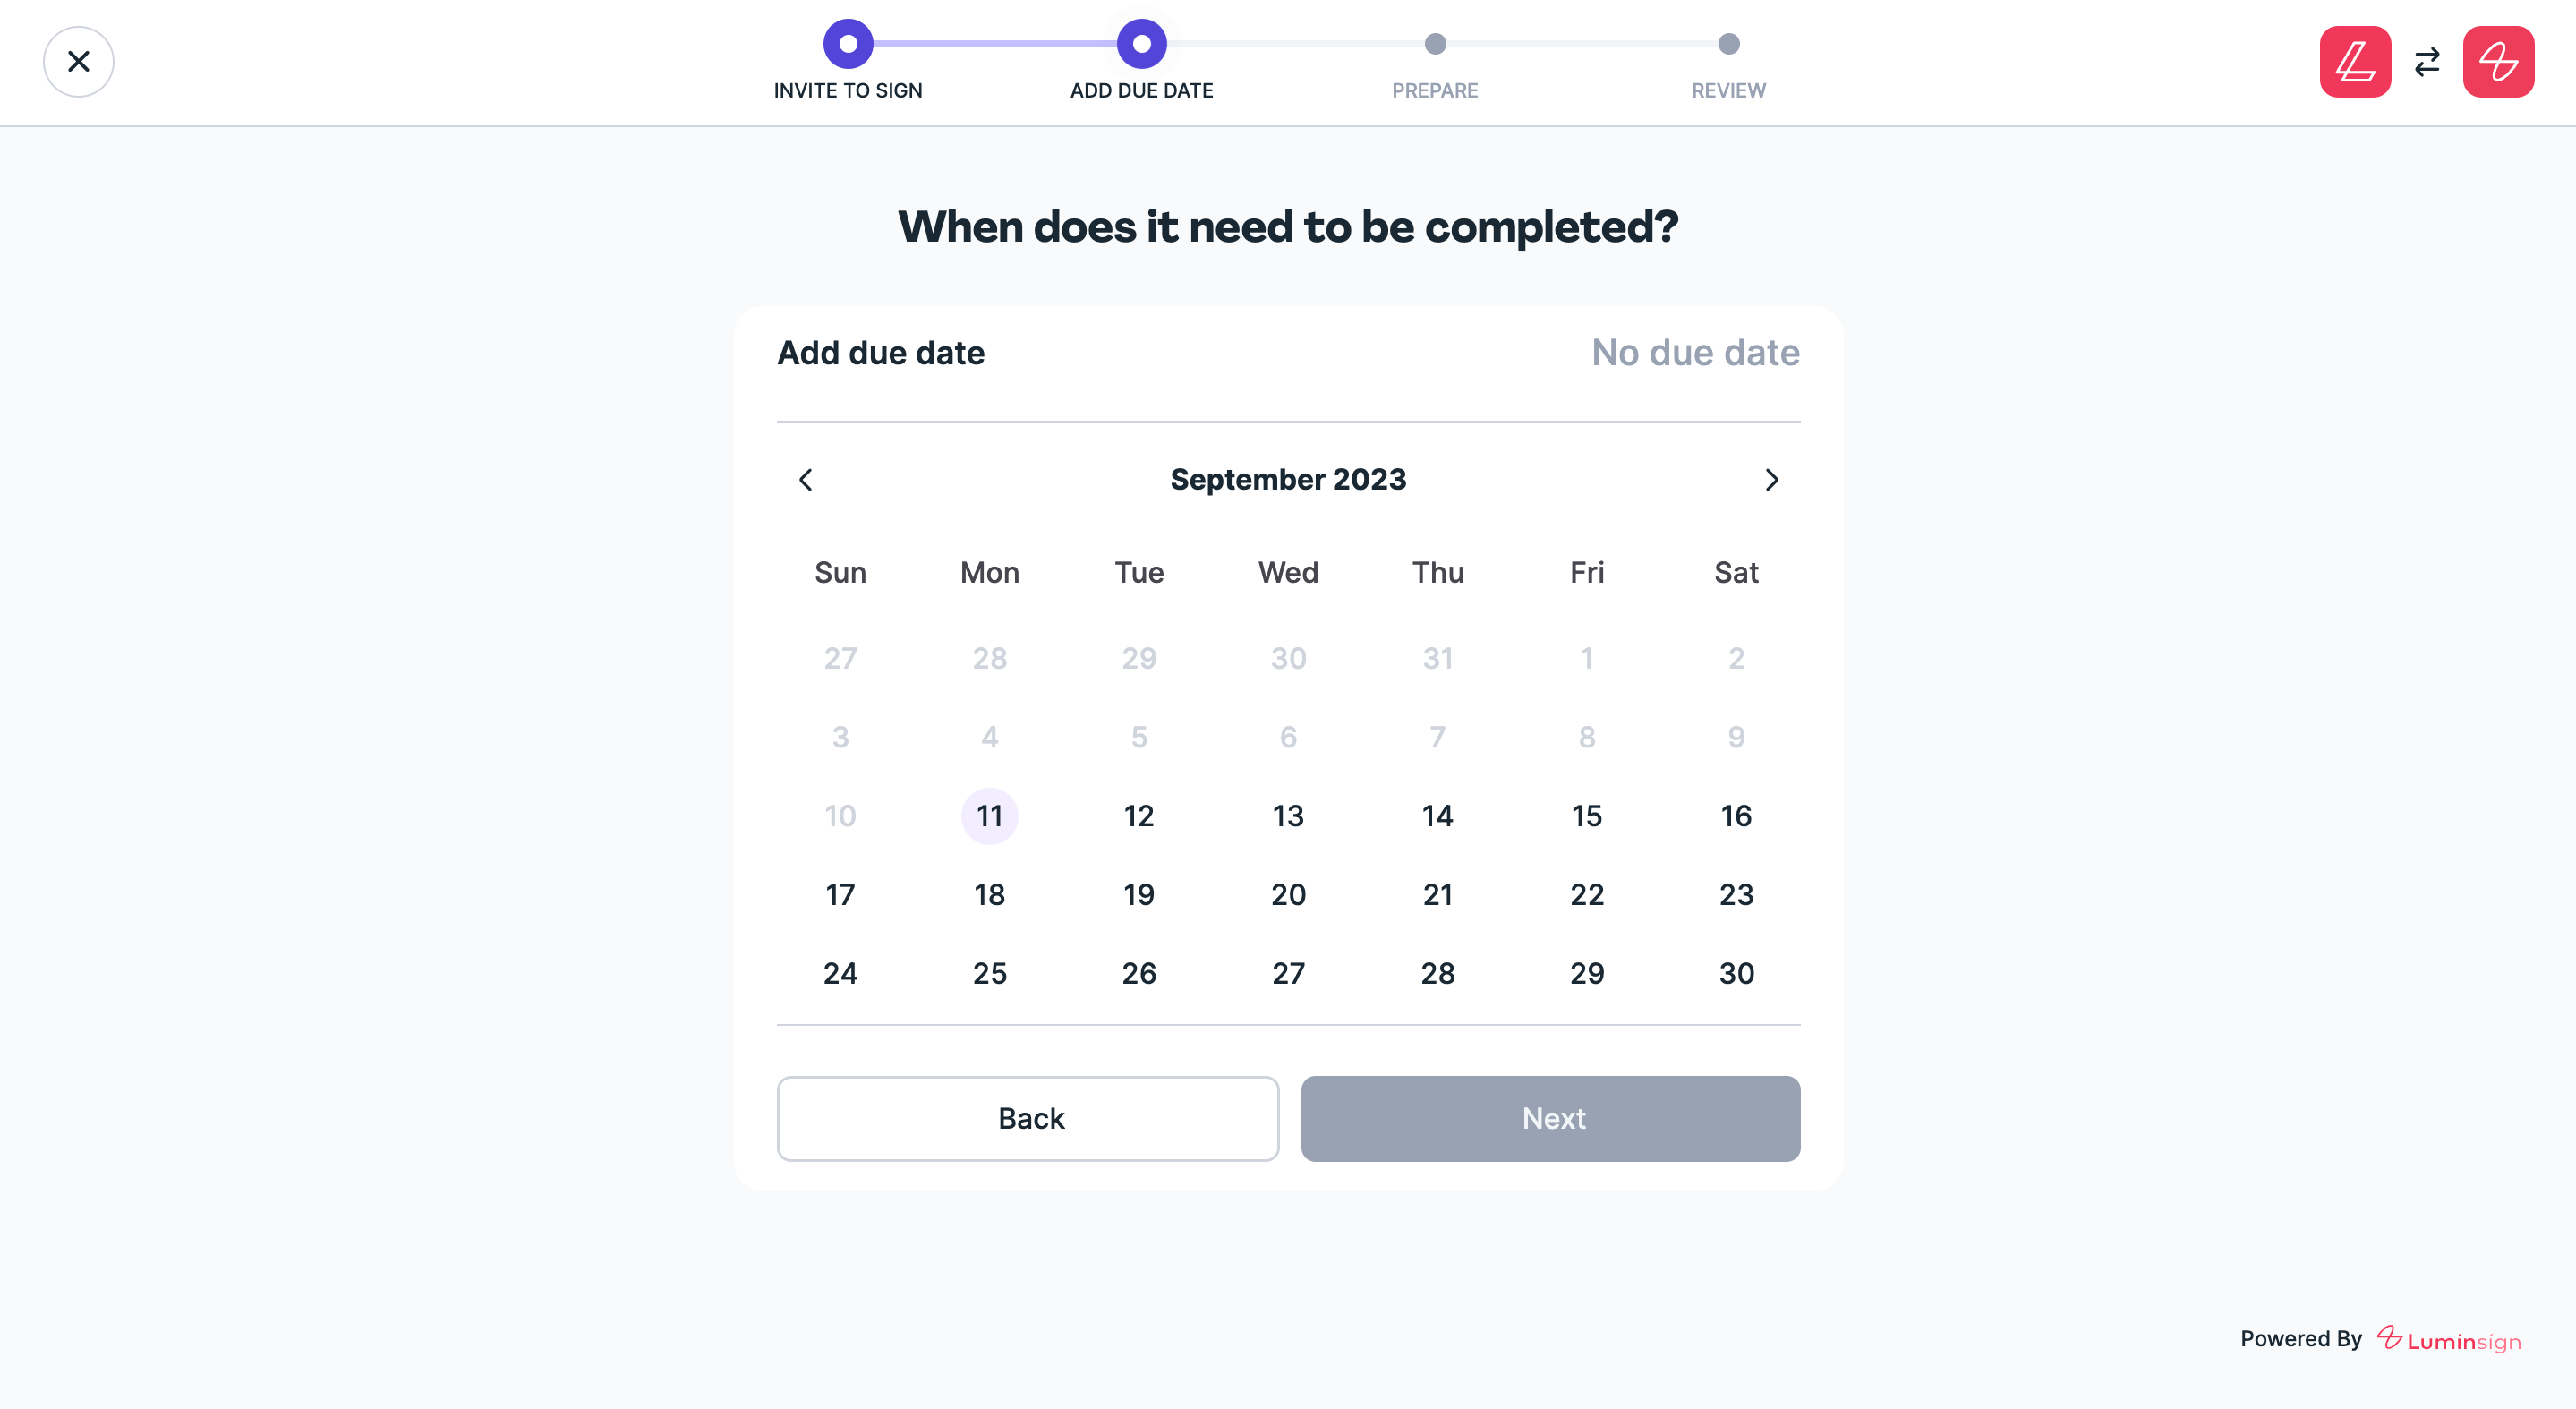 INVITE TO SIGN
ADD DUE DATE
PREPARE
REVIEW
When does it need to be completed?
Add due date
No due date
September 2023
Sun Mon Tue Wed Thu Fri Sat
27 28 29 30 31 1 2
3 4 5 6 7 8 9
10 11 12 13 14 15 16
17 18 19 20 21 22 23
24 25 26 27 28 29 30
Back
Next
Powered By Luminsign